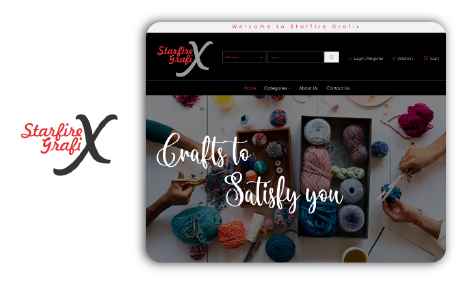 Welcome to Starfire Grafix
Starfire
Grafi X
Login / Register
Wishlist
Cart
Home Categories About Us Contact Us
Starfire
Grafi X
Crafts to
Satisfy you